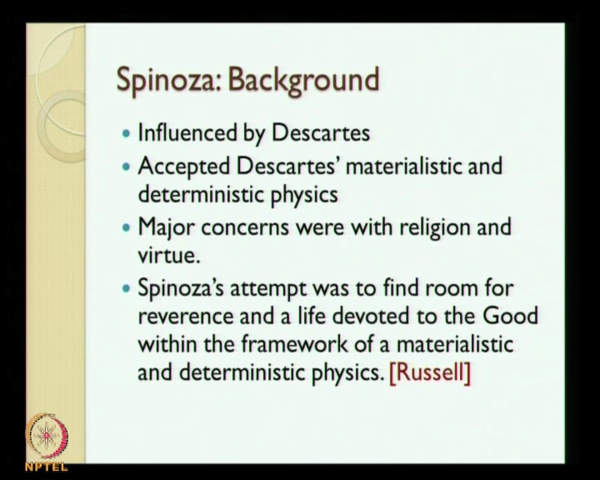 Spinoza: Background
• Influenced by Descartes
• Accepted Descartes' materialistic and
deterministic physics
• Major concerns were with religion and
virtue.
• Spinoza's attempt was to find room for
reverence and a life devoted to the Good
within the framework of a materialistic
and deterministic physics. [Russell]
NPTEL